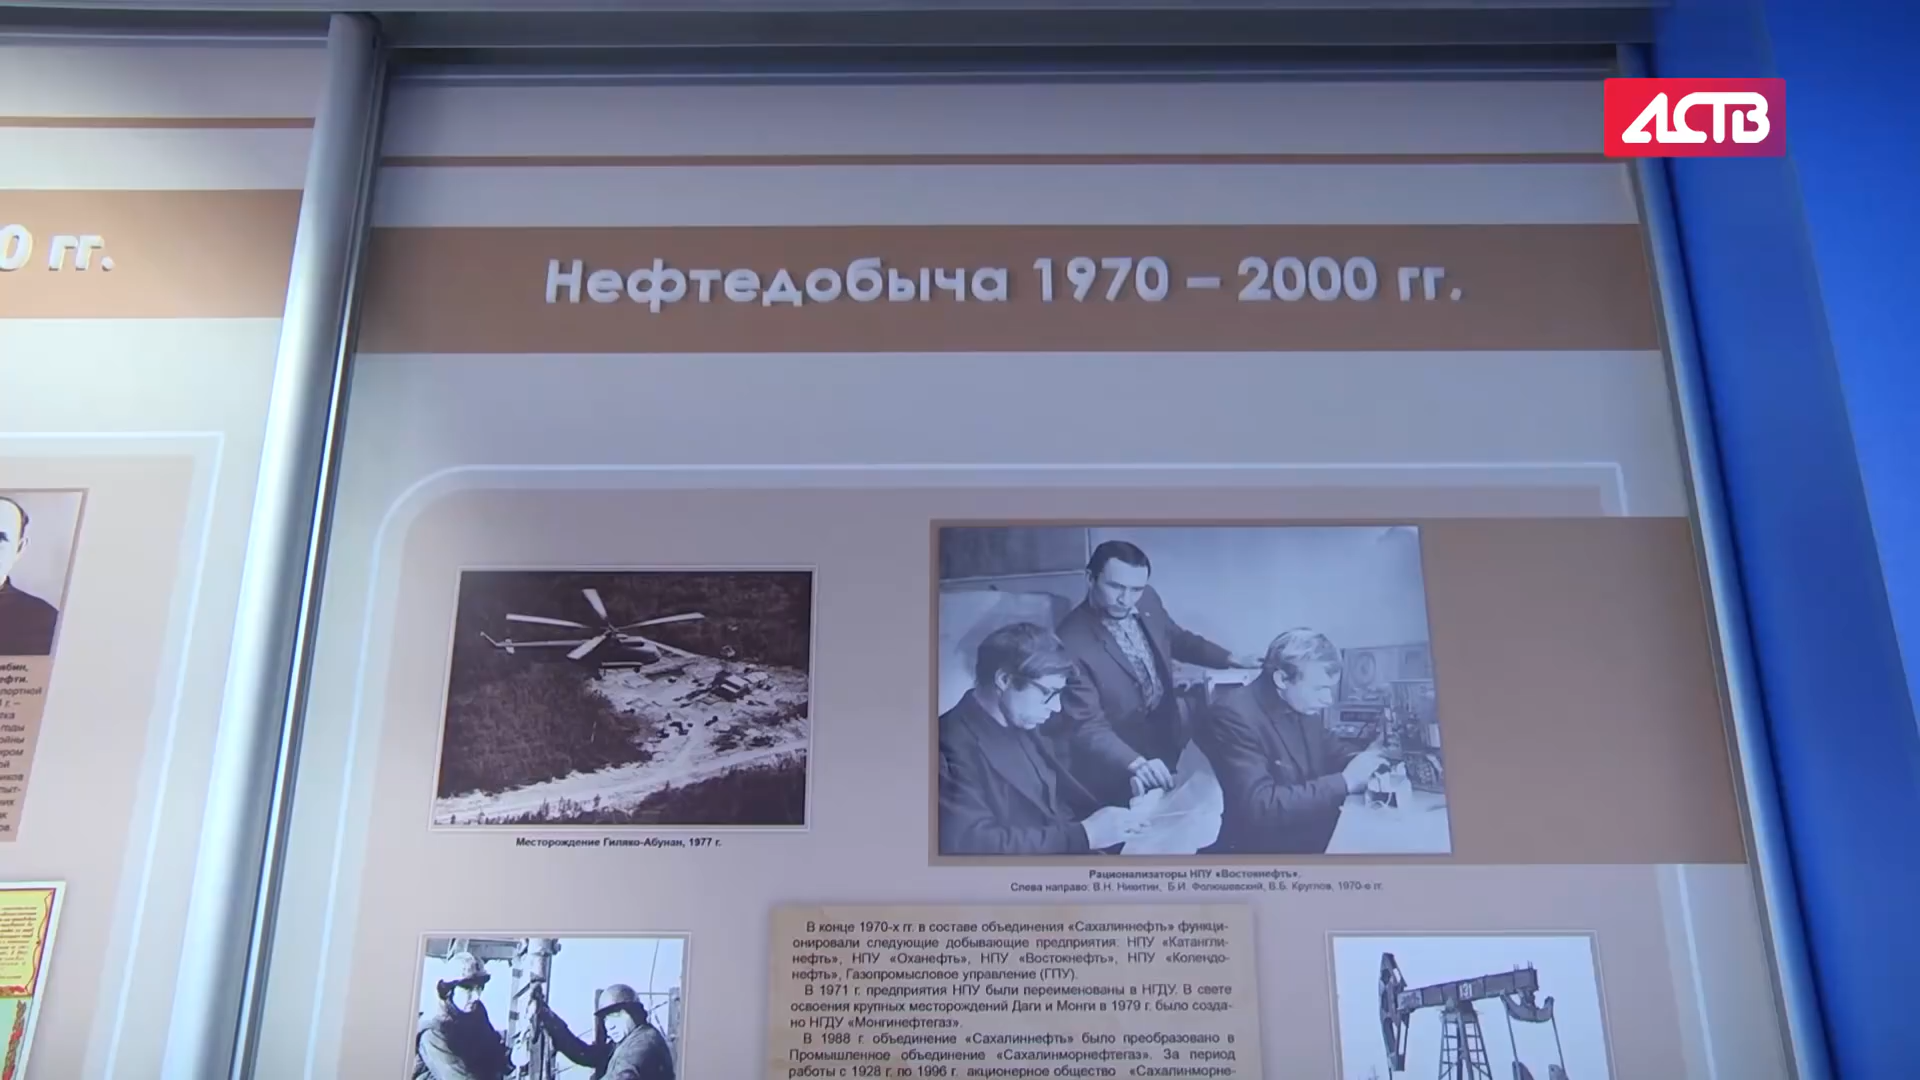 АСТВ
0 гг.
Нефтедобыча 1970 – 2000 гг.
Месторождение Гиляко-Абунан, 1977 г.
Рационализаторы НПУ «Востокнефть».
Слева направо: В.Н. Никитин, Б.И. Фолюшевский, В.Б. Круглов, 1970-е гг.
В конце 1970-х гг. в составе объединения «Сахалиннефть» функци-
онировали следующие добывающие предприятия: НПУ «Катангли-
нефть», НПУ «Оханефть», НПУ «Востокнефть», НПУ «Колендо-
нефть», Газопромысловое управление (ГПУ).
В 1971 г. предприятия НПУ были переименованы в НГДУ. В свете
освоения крупных месторождений Даги и Монги в 1979 г. было созда-
но НГДУ «Монгинефтегаз».
В 1988 г. объединение «Сахалиннефть» было преобразовано в
Промышленное объединение «Сахалинморнефтегаз». За период
работы с 1928 г. по 1996 г. акционерное общество «Сахалинморне-